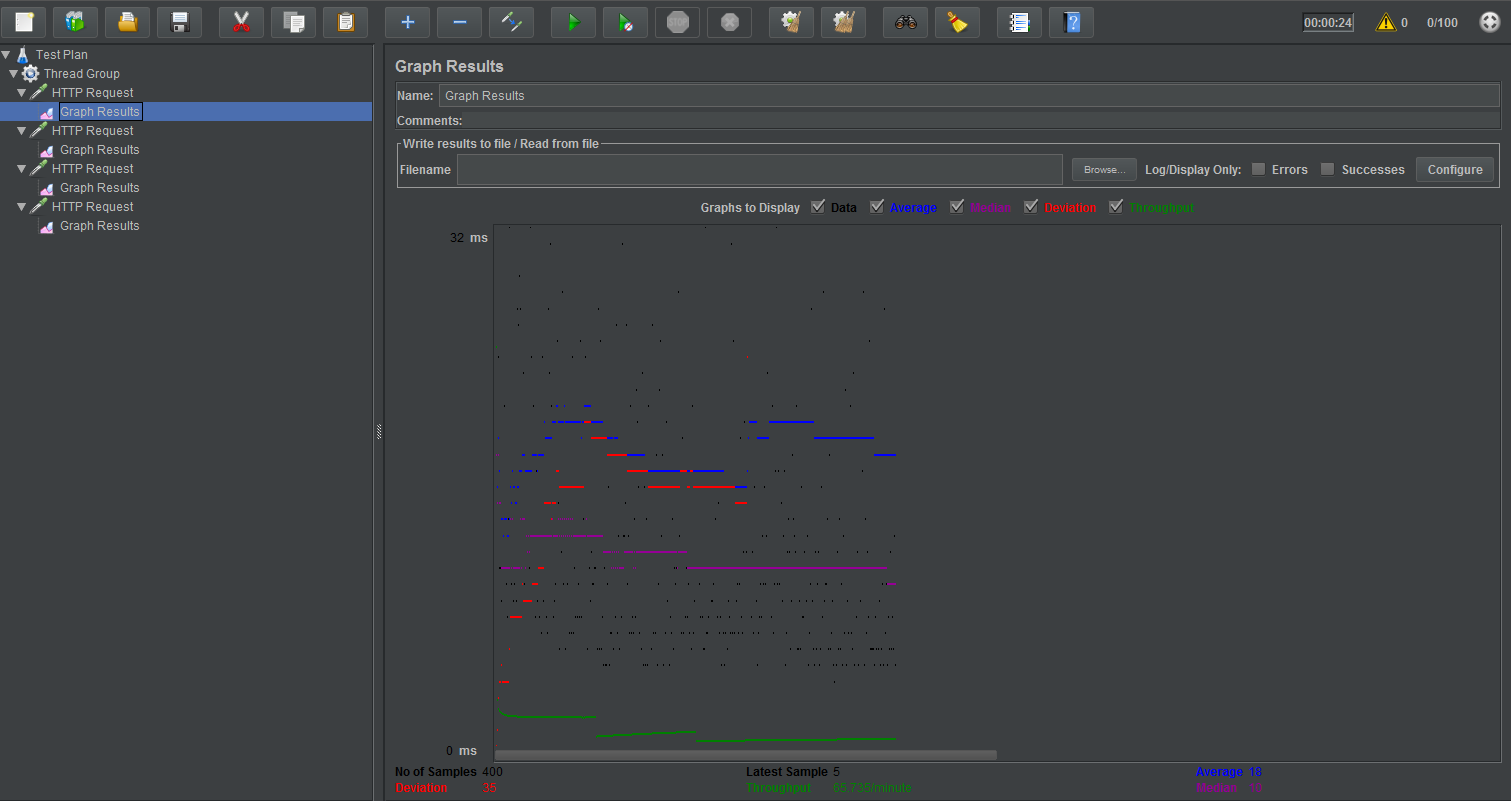 STOP
00:00:24
0
0/100
Test Plan
Thread Group
HTTP Request
Graph Results
HTTP Request
Graph Results
HTTP Request
Graph Results
HTTP Request
Graph Results
Graph Results
Name: Graph Results
Comments:
Write results to file / Read from file
Filename Browse... Log/Display Only: Errors Successes Configure
Graphs to Display Data Average Median Deviation Throughput
32 ms
0 ms
No of Samples 400 Latest Sample 5 Average 18
Deviation 35 Throughput 65.735/minute Median